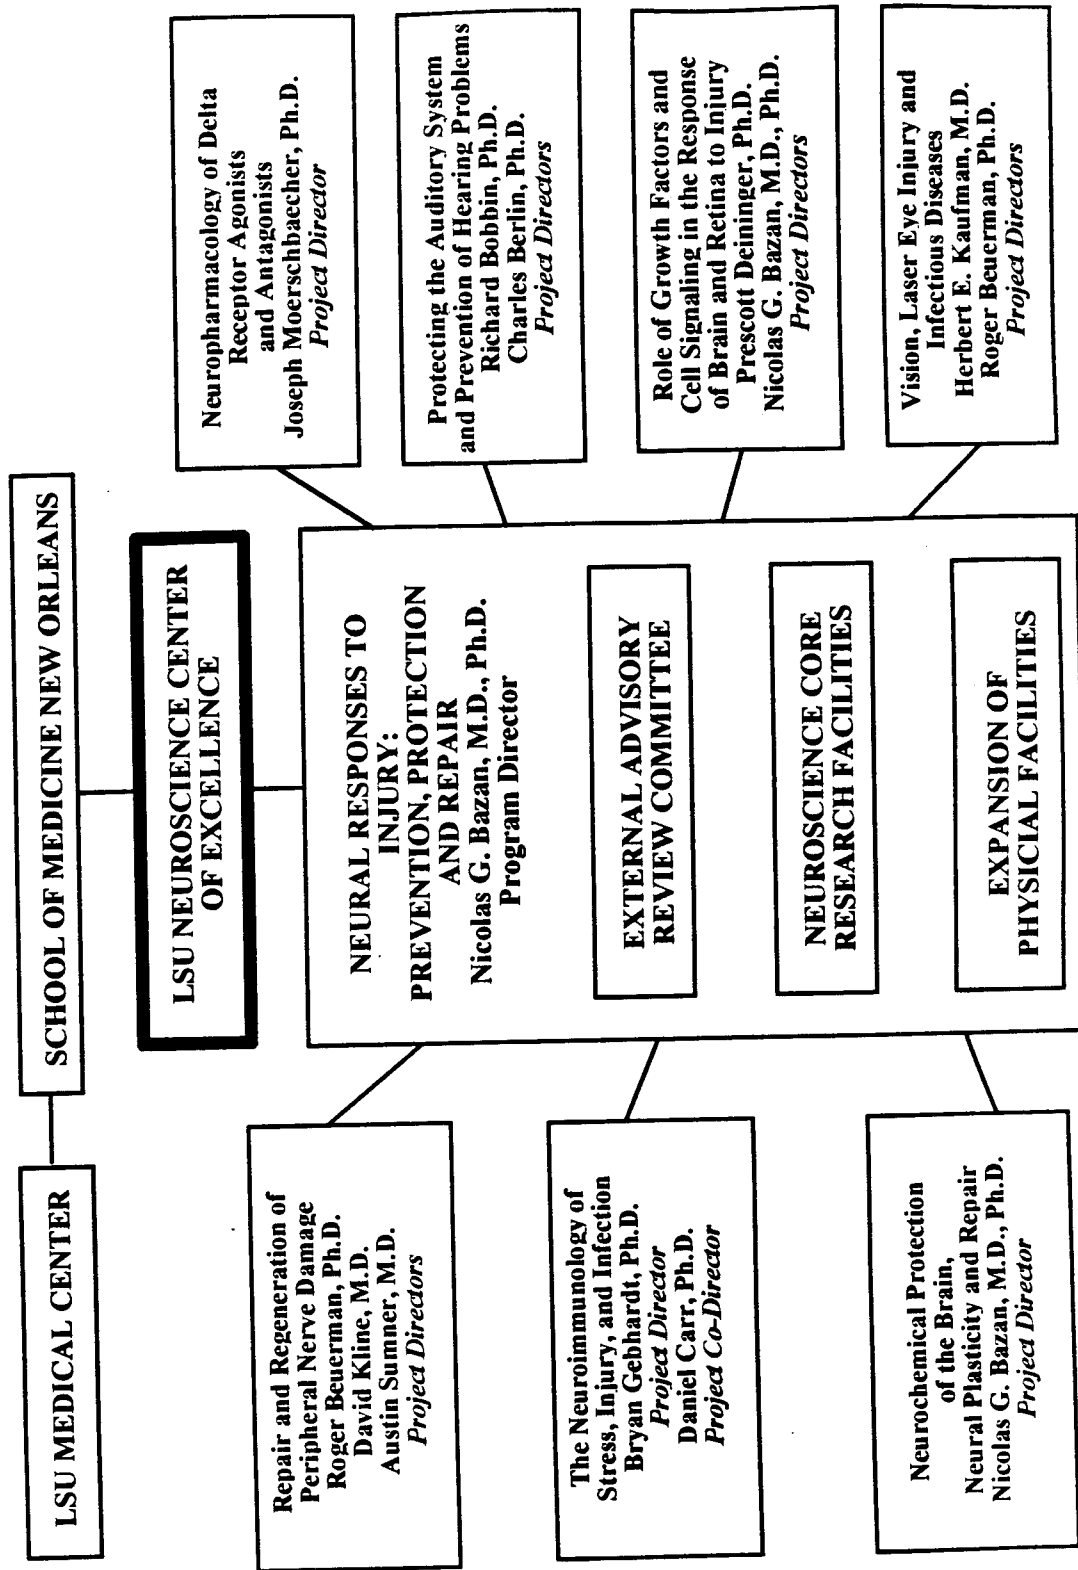 LSU MEDICAL CENTER
SCHOOL OF MEDICINE NEW ORLEANS
LSU NEUROSCIENCE CENTER
OF EXCELLENCE
NEURAL RESPONSES TO
INJURY:
PREVENTION, PROTECTION
AND REPAIR
Nicolas G. Bazan, M.D., Ph.D.
Program Director
EXTERNAL ADVISORY
REVIEW COMMITTEE
NEUROSCIENCE CORE
RESEARCH FACILITIES
EXPANSION OF
PHYSICIAL FACILITIES
Repair and Regeneration of
Peripheral Nerve Damage
Roger Beuerman, Ph.D.
David Kline, M.D.
Austin Sumner, M.D.
Project Directors
The Neuroimmunology of
Stress, Injury, and Infection
Bryan Gebhardt, Ph.D.
Project Director
Daniel Carr, Ph.D.
Project Co-Director
Neurochemical Protection
of the Brain,
Neural Plasticity and Repair
Nicolas G. Bazan, M.D., Ph.D.
Project Director
Neuropharmacology of Delta
Receptor Agonists
and Antagonists
Joseph Moerschbaecher, Ph.D.
Project Director
Protecting the Auditory System
and Prevention of Hearing Problems
Richard Bobbin, Ph.D.
Charles Berlin, Ph.D.
Project Directors
Role of Growth Factors and
Cell Signaling in the Response
of Brain and Retina to Injury
Prescott Deininger, Ph.D.
Nicolas G. Bazan, M.D., Ph.D.
Project Directors
Vision, Laser Eye Injury and
Infectious Diseases
Herbert E. Kaufman, M.D.
Roger Beuerman, Ph.D.
Project Directors